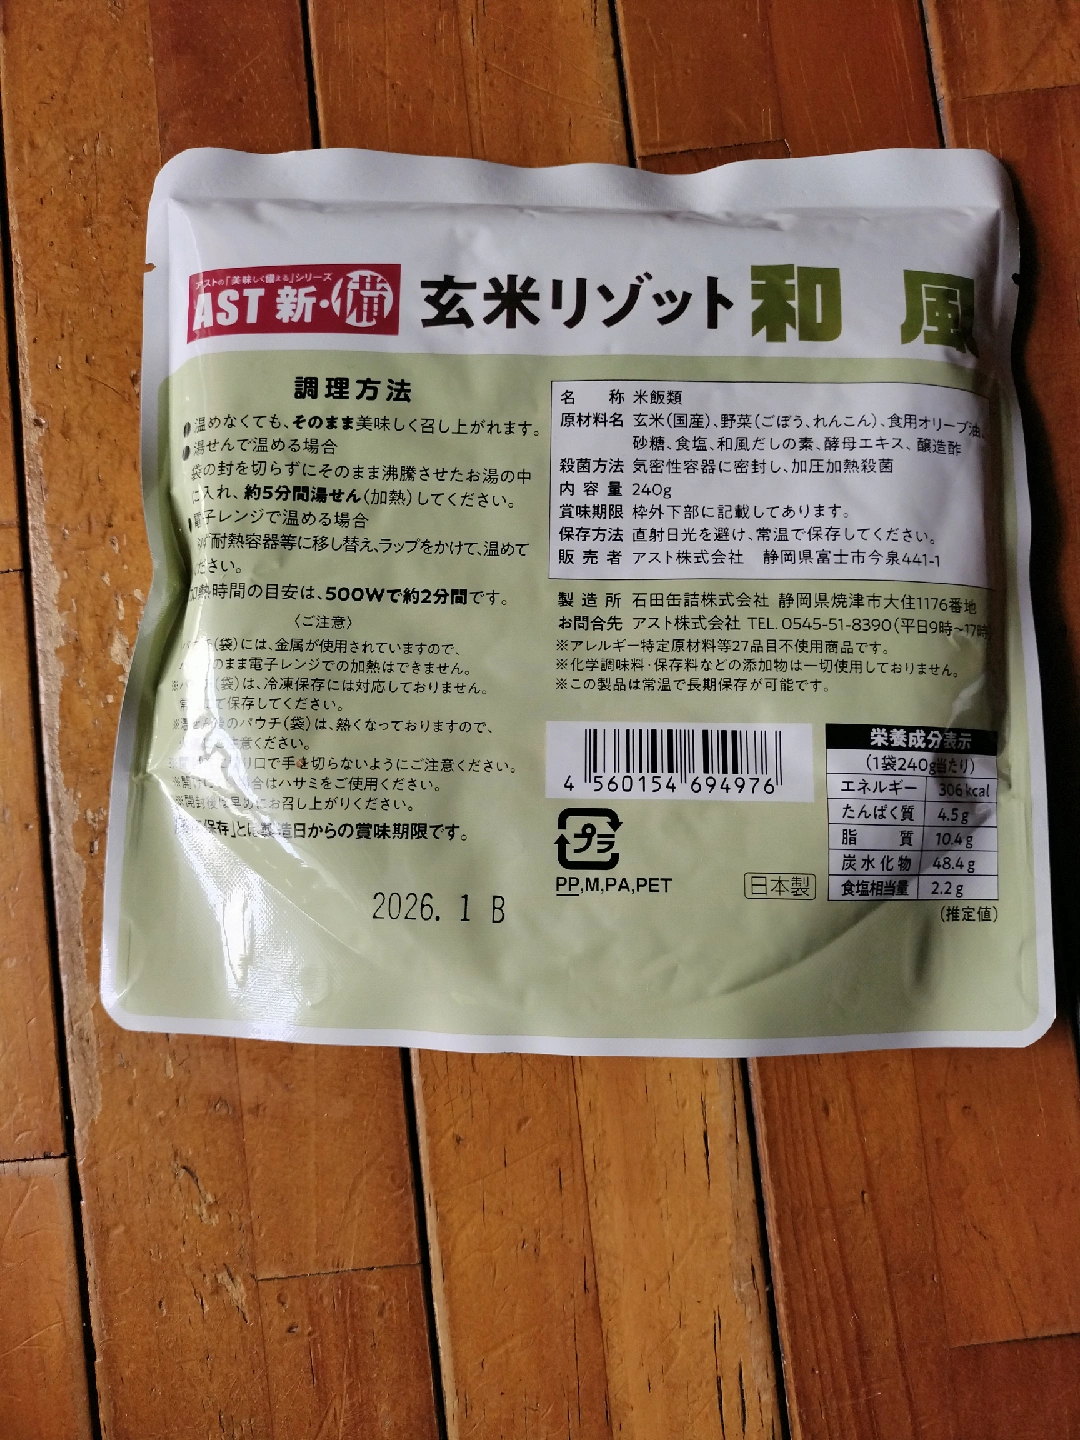 アストの「美味しく備える」シリーズ
AST 新・備
玄米リゾット 和 風
調理方法
温めなくても、そのまま美味しく召し上がれます。
●湯せんで温める場合
袋の封を切らずにそのまま沸騰させたお湯の中
に入れ、約5分間湯せん(加熱)してください。
電子レンジで温める場合
耐熱容器等に移し替え、ラップをかけて、温めて
ださい。
熱時間の目安は、500Wで約2分間です。
〈ご注意〉
(袋)には、金属が使用されていますので、
のまま電子レンジでの加熱はできません。
(袋)は、冷凍保存には対応しておりません。
て保存してください。
のパウチ(袋)は、熱くなっておりますので、
意ください。
り口で手を切らないようにご注意ください。
合はハサミをご使用ください。
※開封後は早めにお召し上がりください。
保存」とは製造日からの賞味期限です。
2026. 1 B
名 称 米飯類
原材料名 玄米(国産)、野菜(ごぼう、れんこん)、食用オリーブ油、
砂糖、食塩、和風だしの素、酵母エキス、醸造酢
殺菌方法 気密性容器に密封し、加圧加熱殺菌
内容量 240g
賞味期限 枠外下部に記載してあります。
保存方法 直射日光を避け、常温で保存してください。
販売者 アスト株式会社 静岡県富士市今泉441-1
製造所 石田缶詰株式会社 静岡県焼津市大住1176番地
お問合先 アスト株式会社 TEL.0545-51-8390(平日9時〜17時)
※アレルギー特定原材料等27品目不使用商品です。
※化学調味料・保存料などの添加物は一切使用しておりません。
※この製品は常温で長期保存が可能です。
4 560154 694976
プラ
PP,M,PA,PET
日本製
栄養成分表示
(1袋240g当たり)
エネルギー 306kcal
たんぱく質 4.5g
脂 質 10.4g
炭水化物 48.4g
食塩相当量 2.2g
(推定値)